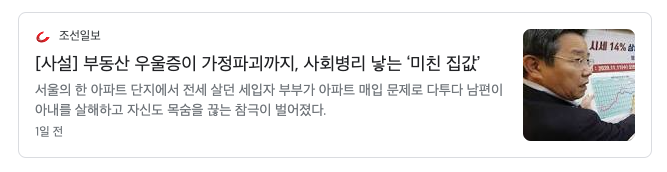 조선일보
[사설] 부동산 우울증이 가정파괴까지, 사회병리 낳는 ‘미친 집값’
서울의 한 아파트 단지에서 전세 살던 세입자 부부가 아파트 매입 문제로 다투다 남편이
아내를 살해하고 자신도 목숨을 끊는 참극이 벌어졌다.
1일 전
시세 14%